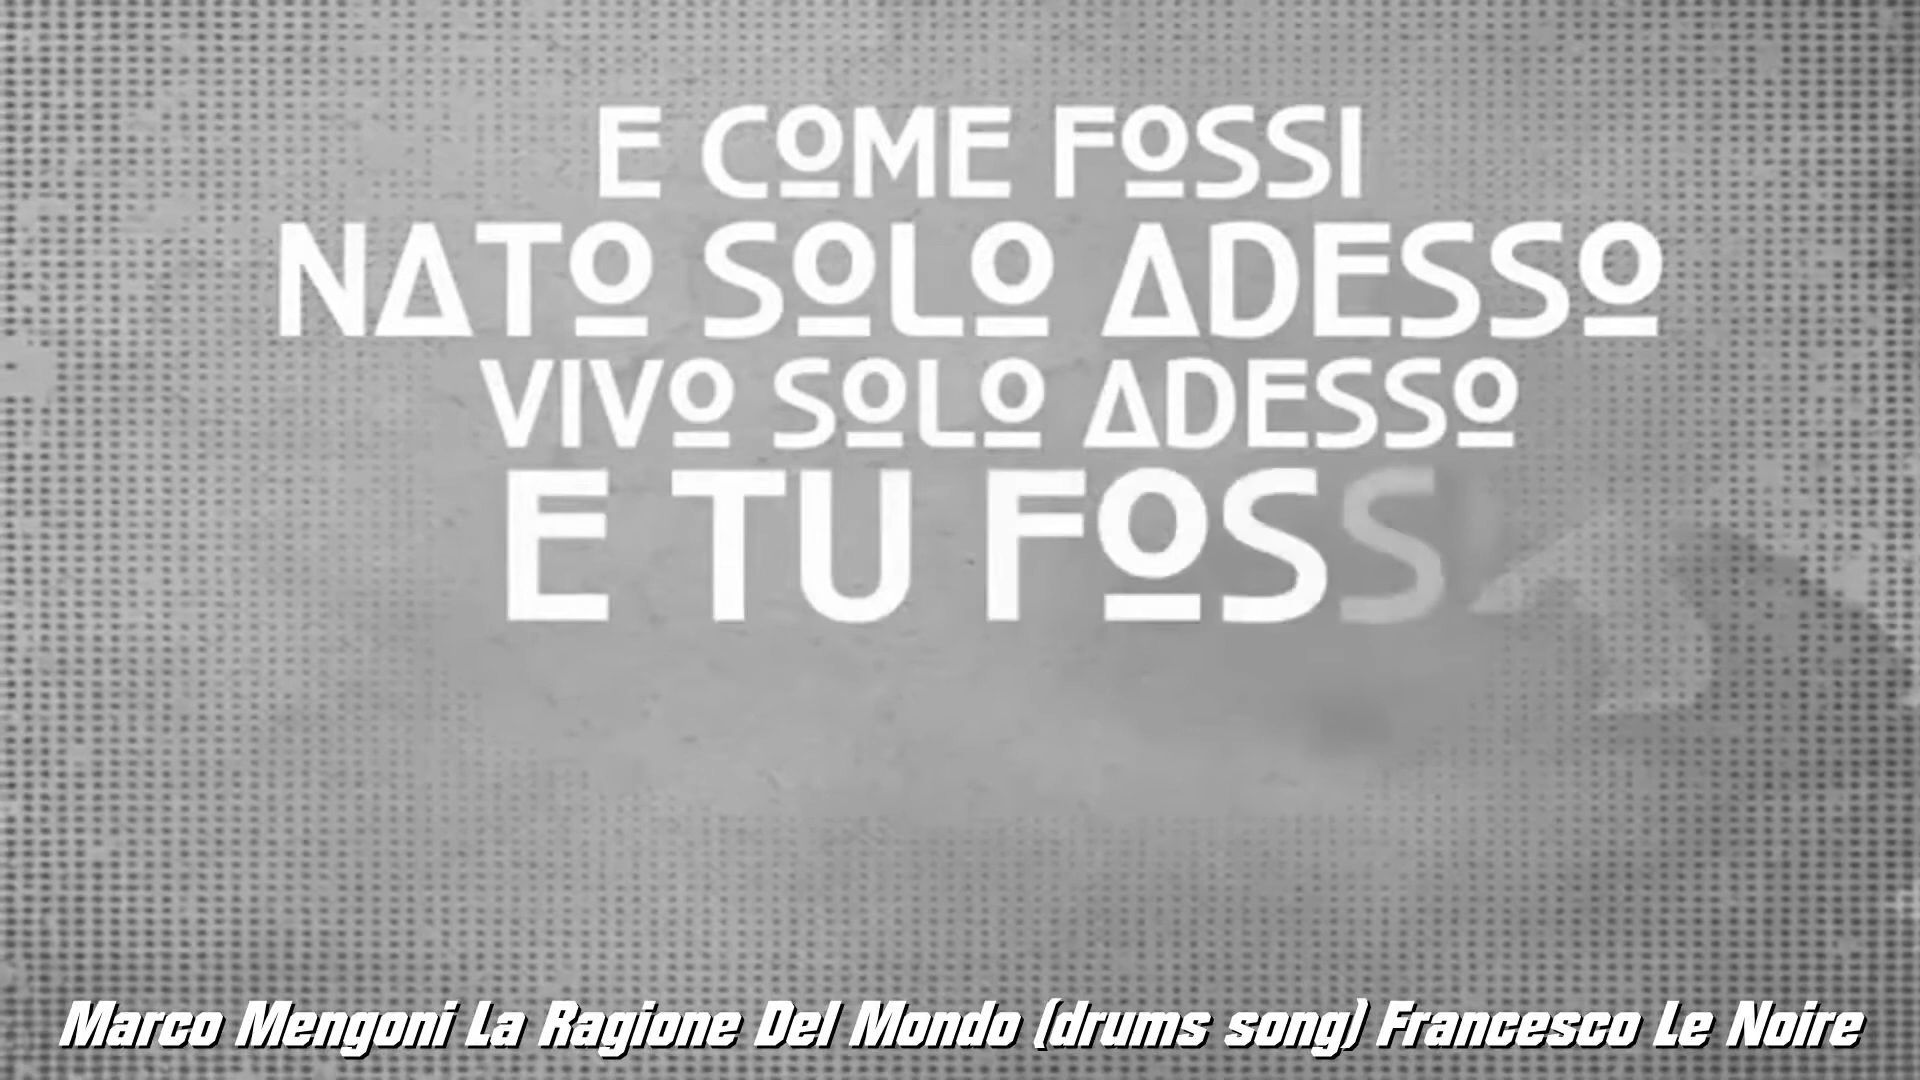 E COME FOSSI
NATO SOLO ADESSO
VIVO SOLO ADESSO
E TU FOSS
Marco Mengoni La Ragione Del Mondo (drums song) Francesco Le Noire